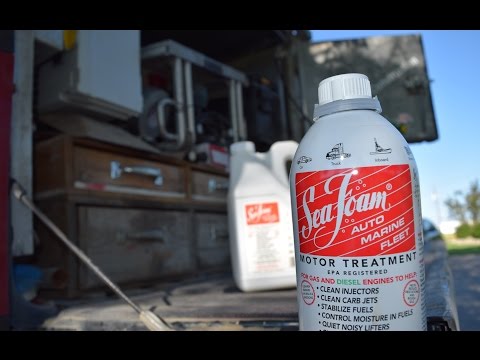 Car Truck Inboard
Sea Foam
AUTO
MARINE
FLEET
MOTOR TREATMENT
EPA REGISTERED
FOR GAS AND DIESEL ENGINES TO HELP:
• CLEAN INJECTORS
• CLEAN CARB JETS
• STABILIZE FUELS
• CONTROL MOISTURE IN FUELS
• QUIET NOISY LIFTERS
Sea Foam